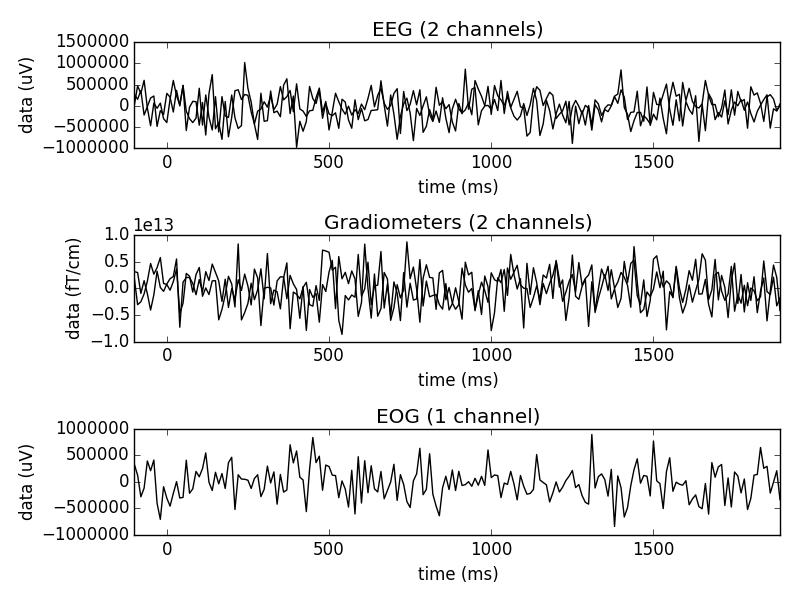 EEG (2 channels)
1500000
1000000
500000
0
−500000
−1000000
data (uV)
0 500 1000 1500
time (ms)
Gradiometers (2 channels)
1e13
1.0
0.5
0.0
−0.5
−1.0
data (fT/cm)
0 500 1000 1500
time (ms)
EOG (1 channel)
1000000
500000
0
−500000
−1000000
data (uV)
0 500 1000 1500
time (ms)